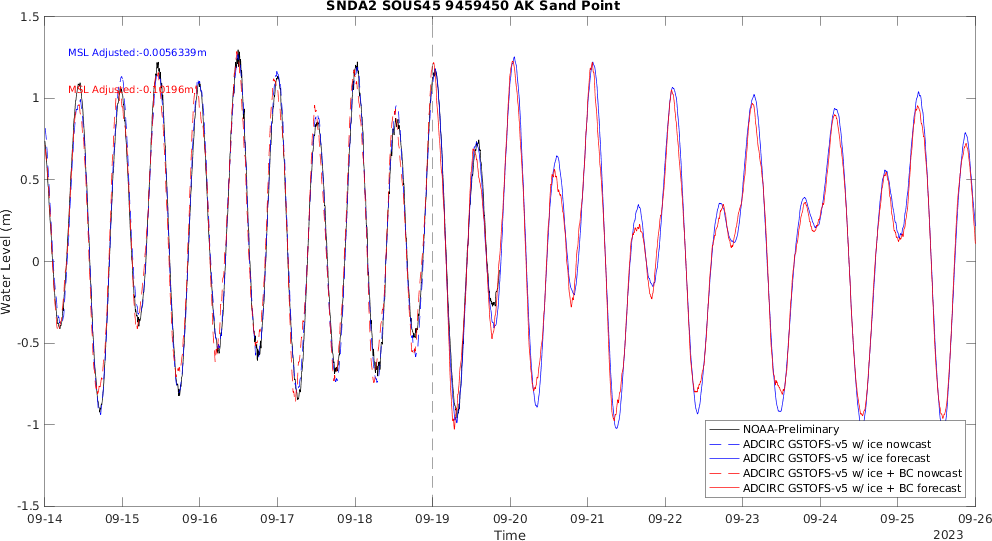 SNDA2 SOUS45 9459450 AK Sand Point
1.5
MSL Adjusted:-0.0056339m
1
MSL Adjusted:-0.10196m
0.5
Water Level (m)
0
-0.5
-1
NOAA-Preliminary
ADCIRC GSTOFS-v5 w/ ice nowcast
ADCIRC GSTOFS-v5 w/ ice forecast
ADCIRC GSTOFS-v5 w/ ice + BC nowcast
ADCIRC GSTOFS-v5 w/ ice + BC forecast
-1.5
09-14 09-15 09-16 09-17 09-18 09-19 09-20 09-21 09-22 09-23 09-24 09-25 09-26
Time
2023